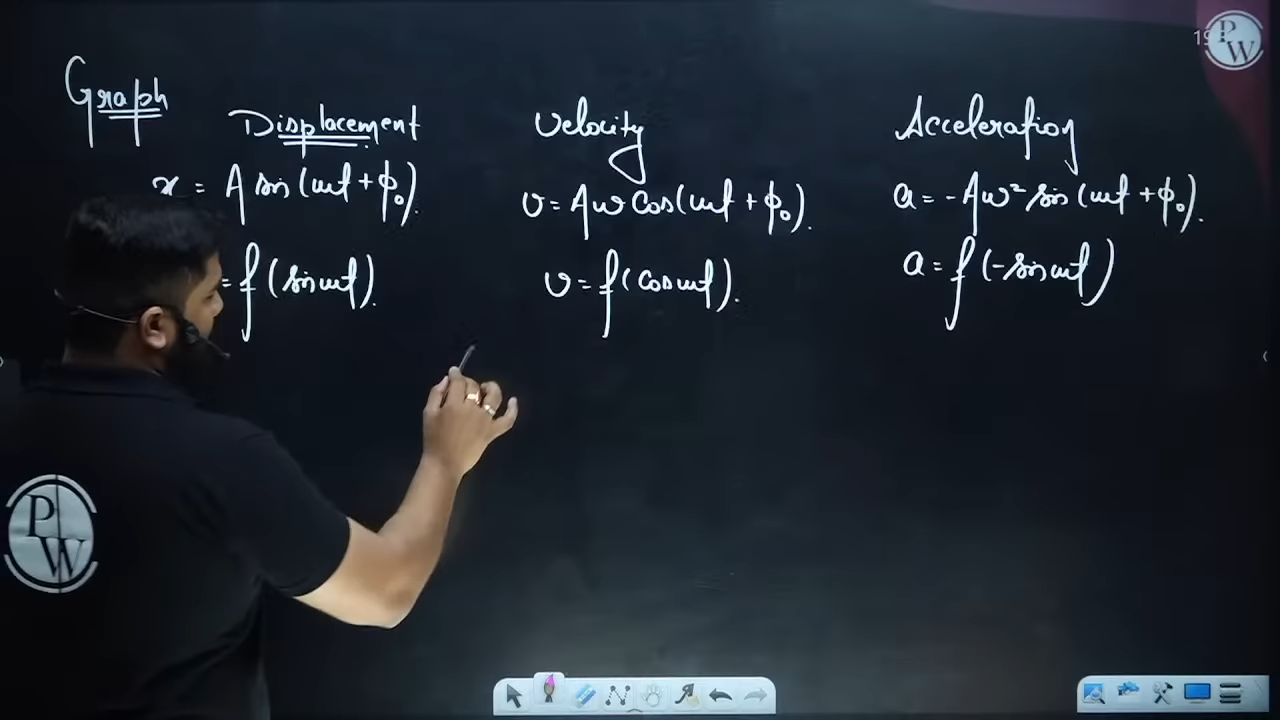 Graph
Displacement
Velocity
Acceleration
x = A sin(ωt + ϕ₀).
v = Aω Cos(ωt + ϕ₀).
a = -Aω² sin(ωt + ϕ₀).
= f(sinωt).
v = f(cosωt).
a = f(-sinωt)
PW
PW